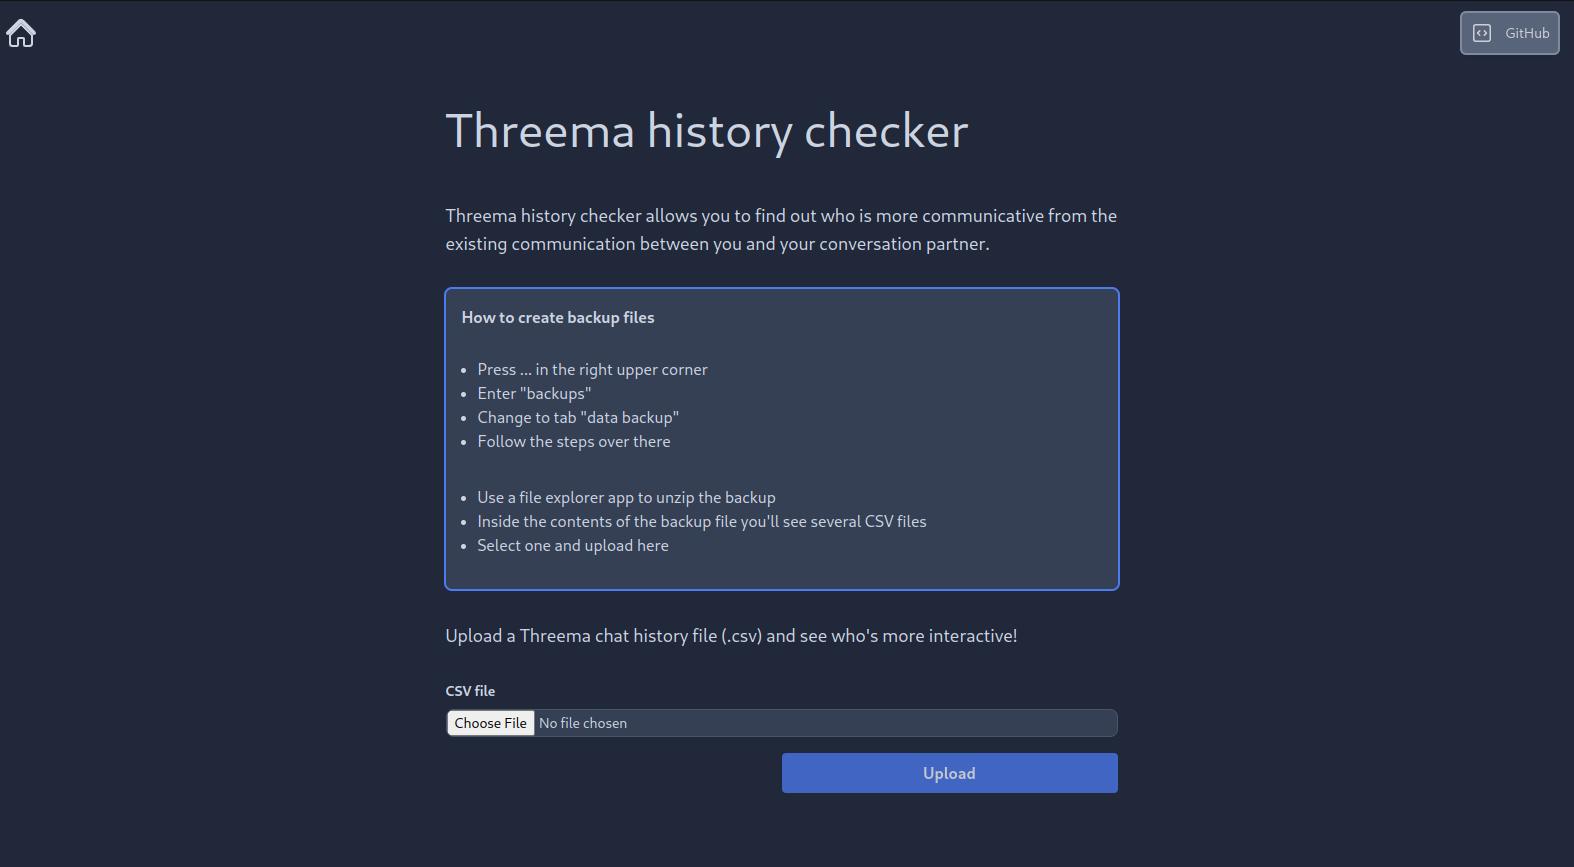 GitHub
Threema history checker
Threema history checker allows you to find out who is more communicative from the
existing communication between you and your conversation partner.
How to create backup files
Press ... in the right upper corner
Enter "backups"
Change to tab "data backup"
Follow the steps over there
Use a file explorer app to unzip the backup
Inside the contents of the backup file you'll see several CSV files
Select one and upload here
Upload a Threema chat history file (.csv) and see who's more interactive!
CSV file
Choose File No file chosen
Upload